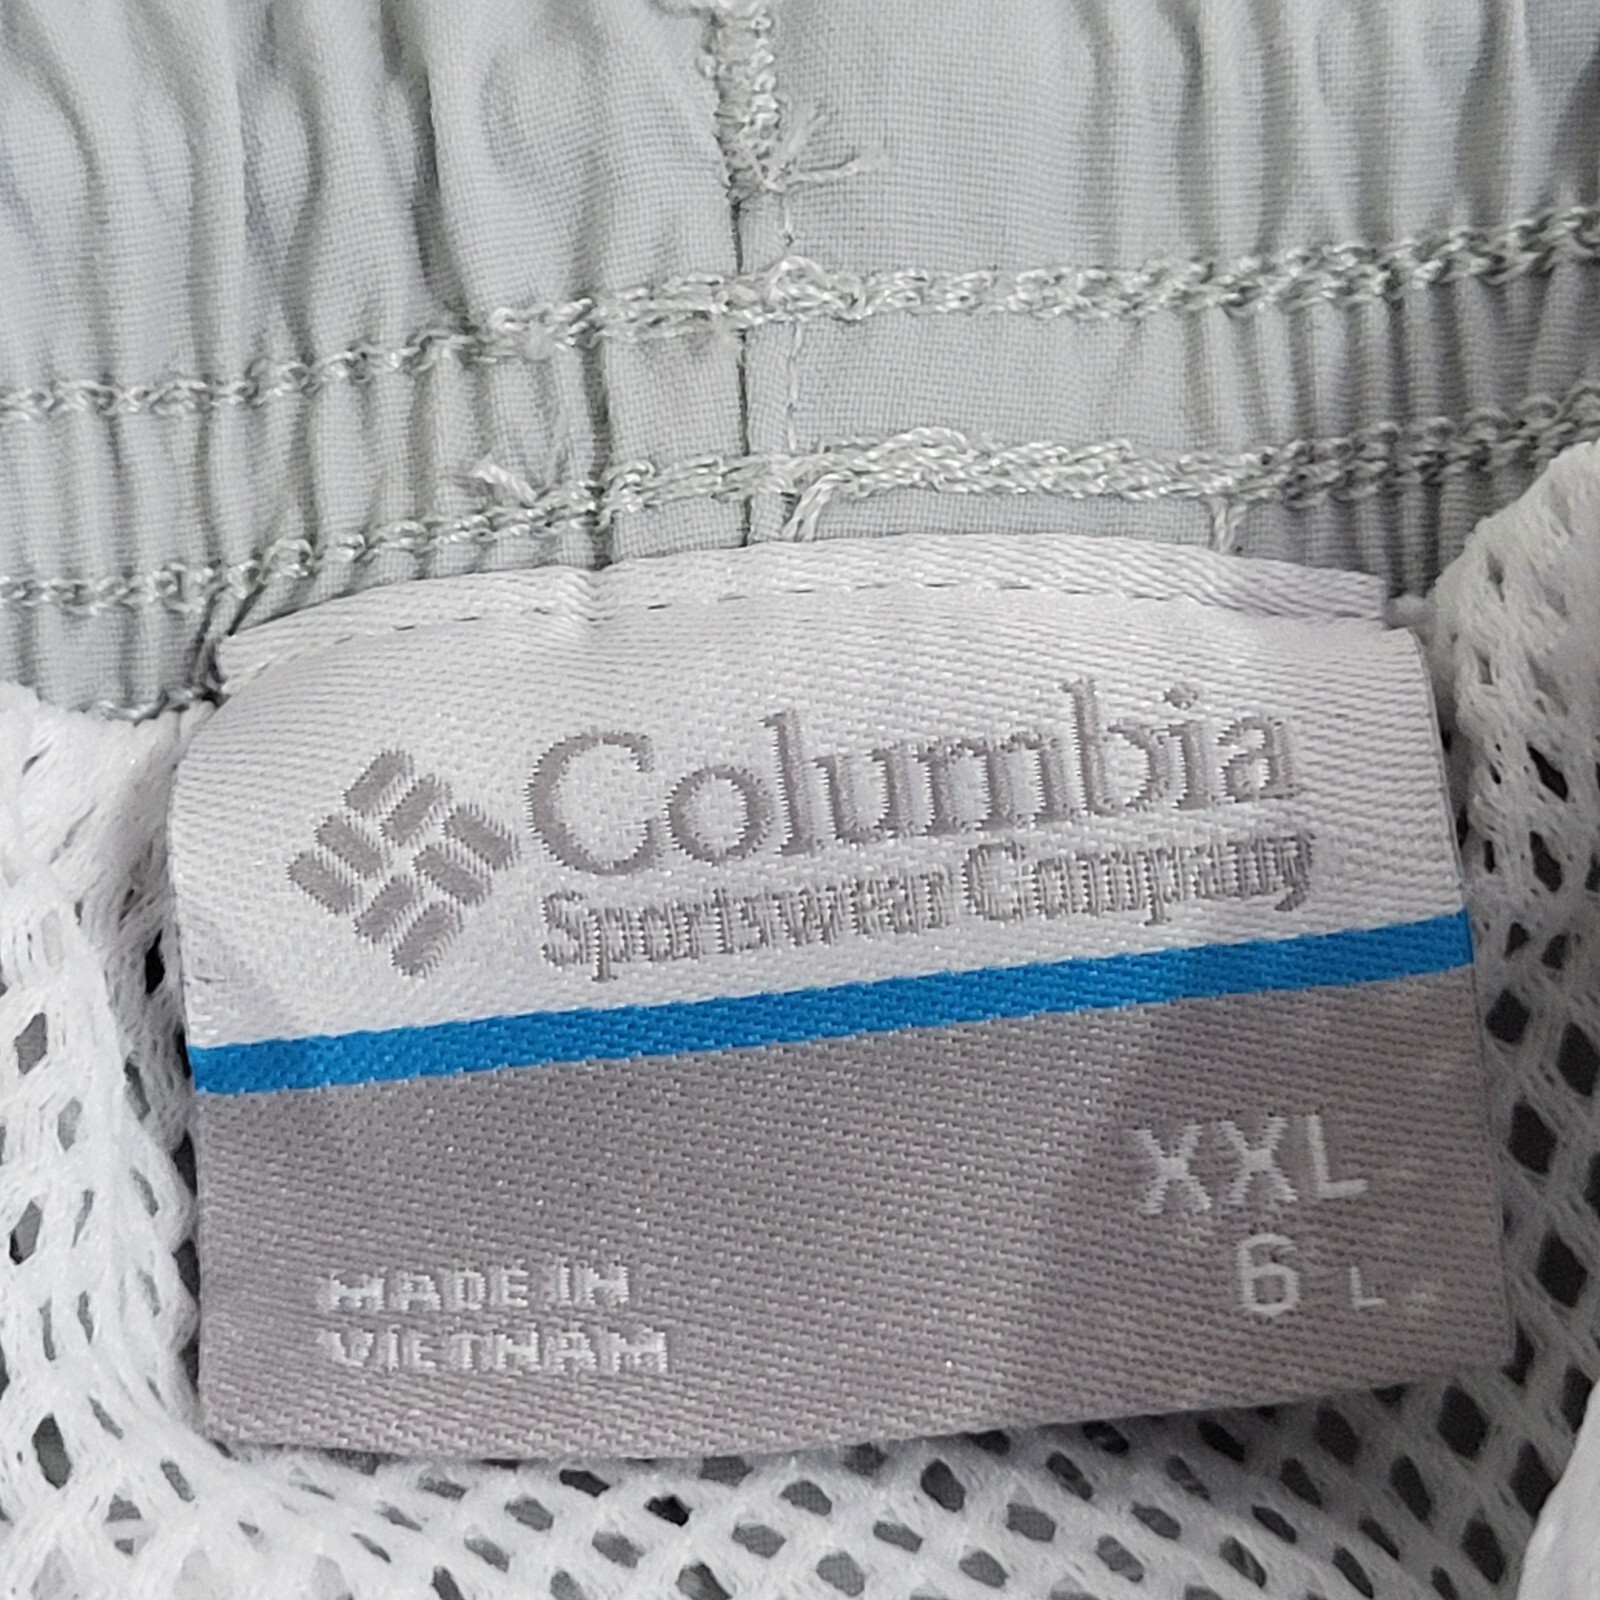 Columbia
Sportswear Company
XXL
6 L
MADE IN
VIETNAM